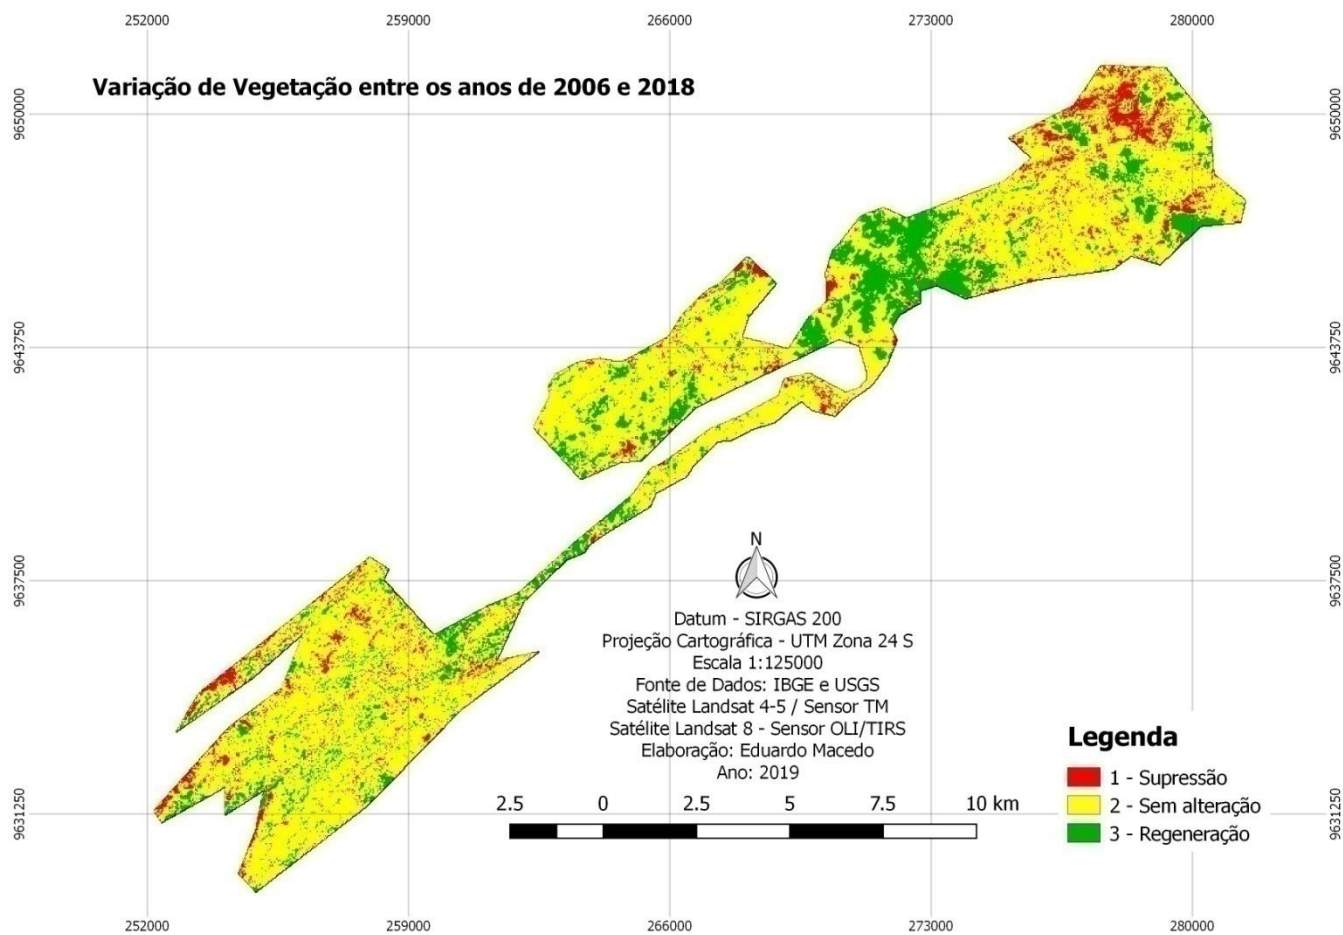 252000 259000 266000 273000 280000
Variação de Vegetação entre os anos de 2006 e 2018
9650000 9650000
9643750 9643750
9637500 9637500
N
Datum - SIRGAS 200
Projeção Cartográfica - UTM Zona 24 S
Escala 1:125000
Fonte de Dados: IBGE e USGS
Satélite Landsat 4-5 / Sensor TM
Satélite Landsat 8 - Sensor OLI/TIRS
Elaboração: Eduardo Macedo
Ano: 2019
Legenda
1 - Supressão
2 - Sem alteração
3 - Regeneração
2.5 0 2.5 5 7.5 10 km
9631250 9631250
252000 259000 266000 273000 280000